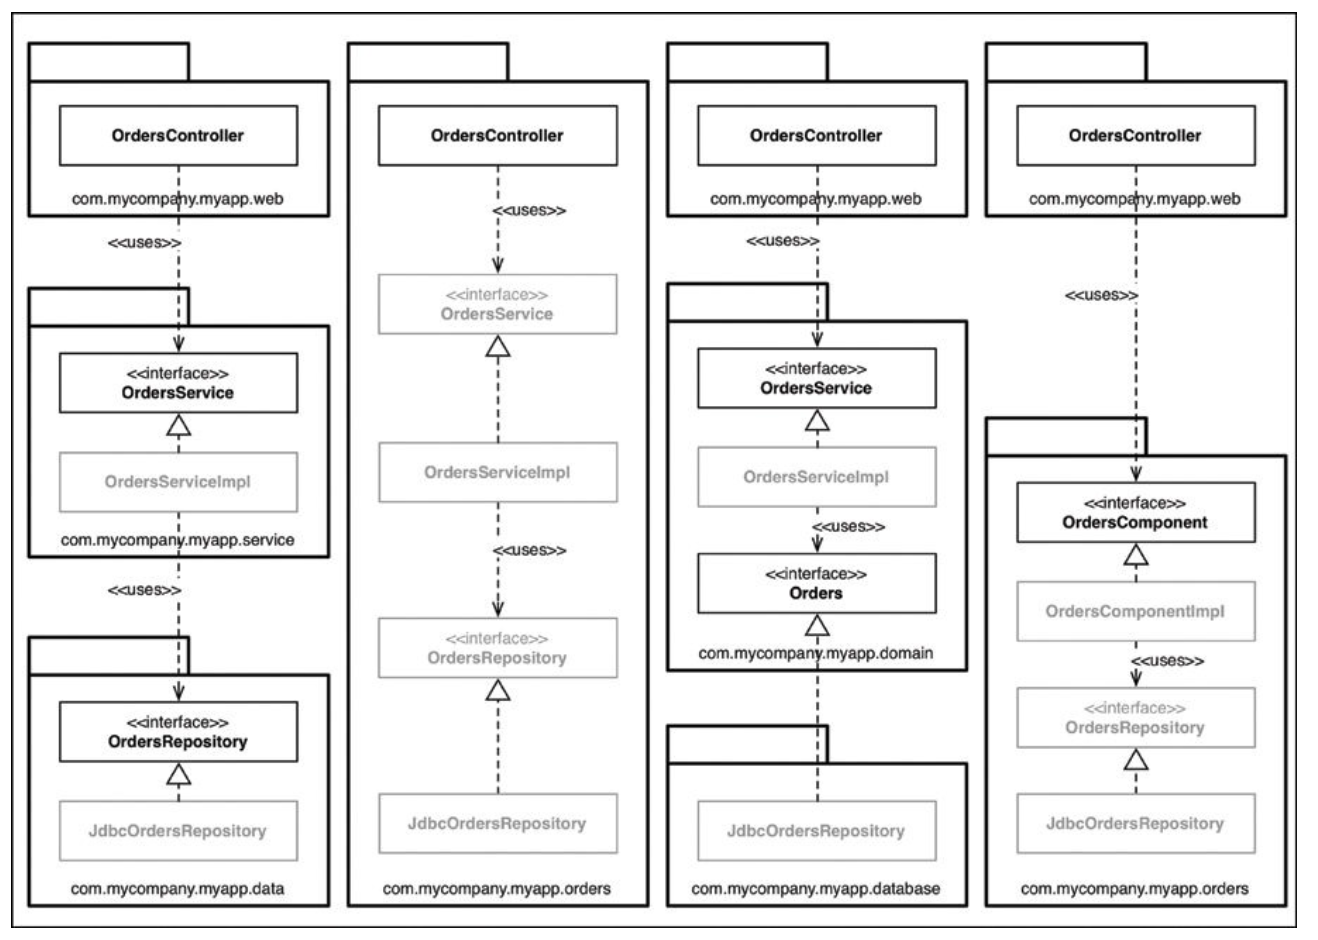 OrdersController
com.mycompany.myapp.web
<<uses>>
<<interface>>
OrdersService
OrdersServiceImpl
com.mycompany.myapp.service
<<uses>>
<<interface>>
OrdersRepository
JdbcOrdersRepository
com.mycompany.myapp.data
OrdersController
<<uses>>
<<interface>>
OrdersService
OrdersServiceImpl
<<uses>>
<<interface>>
OrdersRepository
JdbcOrdersRepository
com.mycompany.myapp.orders
OrdersController
com.mycompany.myapp.web
<<uses>>
<<interface>>
OrdersService
OrdersServiceImpl
<<uses>>
<<interface>>
Orders
com.mycompany.myapp.domain
JdbcOrdersRepository
com.mycompany.myapp.database
OrdersController
com.mycompany.myapp.web
<<uses>>
<<interface>>
OrdersComponent
OrdersComponentImpl
<<uses>>
<<interface>>
OrdersRepository
JdbcOrdersRepository
com.mycompany.myapp.orders